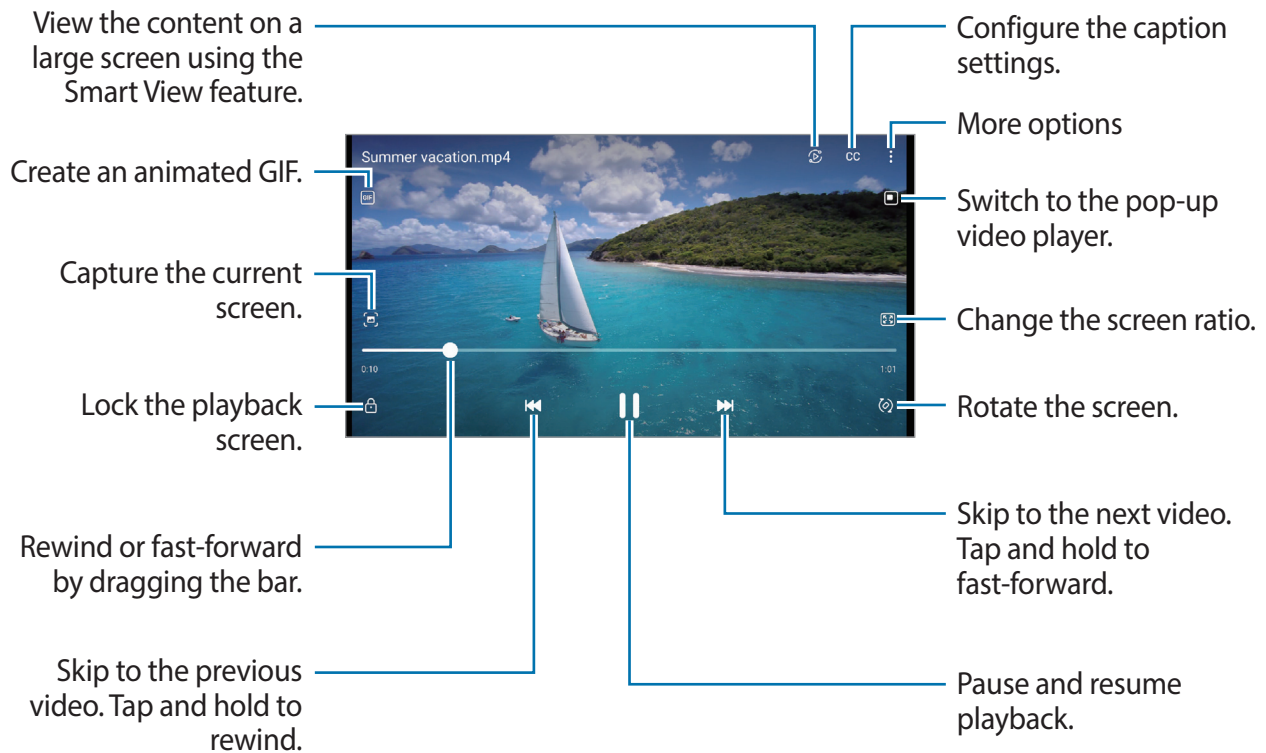 View the content on a
large screen using the
Smart View feature.
Configure the caption
settings.
More options
Summer vacation.mp4
CC
Create an animated GIF.
GIF
Switch to the pop-up
video player.
Capture the current
screen.
Change the screen ratio.
0:10
1:01
Lock the playback
screen.
Rotate the screen.
Rewind or fast-forward
by dragging the bar.
Skip to the next video.
Tap and hold to
fast-forward.
Skip to the previous
video. Tap and hold to
rewind.
Pause and resume
playback.